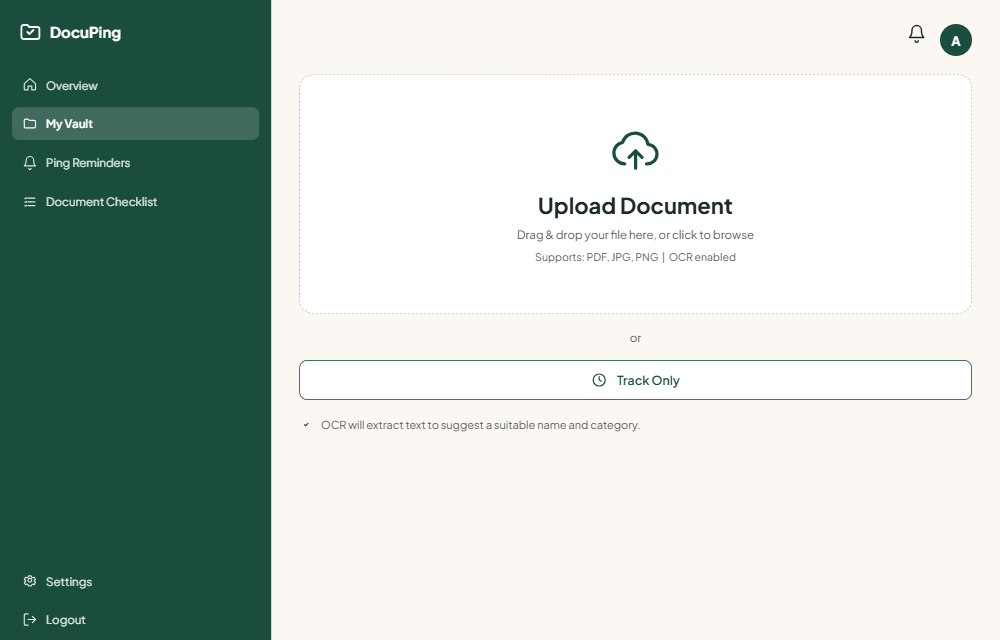 DocuPing
Overview
My Vault
Ping Reminders
Document Checklist
Settings
Logout
A
Upload Document
Drag & drop your file here, or click to browse
Supports: PDF, JPG, PNG | OCR enabled
or
Track Only
OCR will extract text to suggest a suitable name and category.